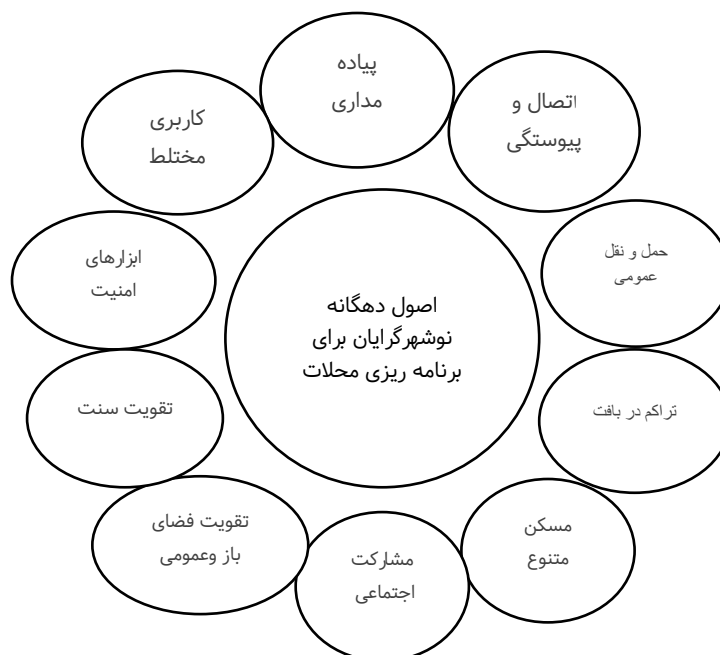 پیاده
مداری
اتصال و
پیوستگی
حمل و نقل
عمومی
تراکم در بافت
مسکن
متنوع
مشارکت
اجتماعی
تقویت فضای
باز وعمومی
تقویت سنت
ابزارهای
امنیت
کاربری
مختلط
اصول دهگانه
نوشهرگرایان برای
برنامه ریزی محلات